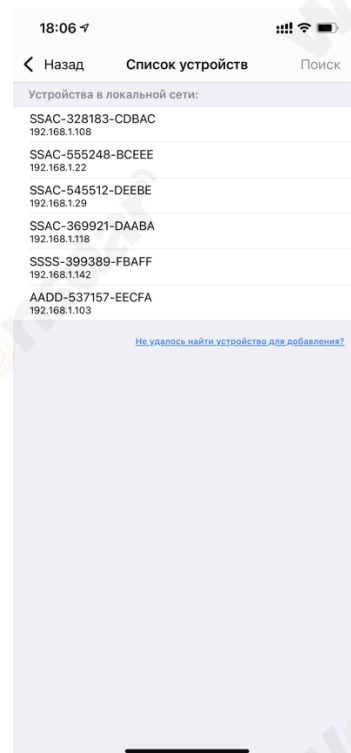 18:06
Назад Список устройств Поиск
Устройства в локальной сети:
SSAC-328183-CDBAC
192.168.1.108
SSAC-555248-BCEEE
192.168.1.22
SSAC-545512-DEEBE
192.168.1.29
SSAC-369921-DAABA
192.168.1.118
SSSS-399389-FBAFF
192.168.1.142
AADD-537157-EECFA
192.168.1.103
Не удалось найти устройство для добавления?